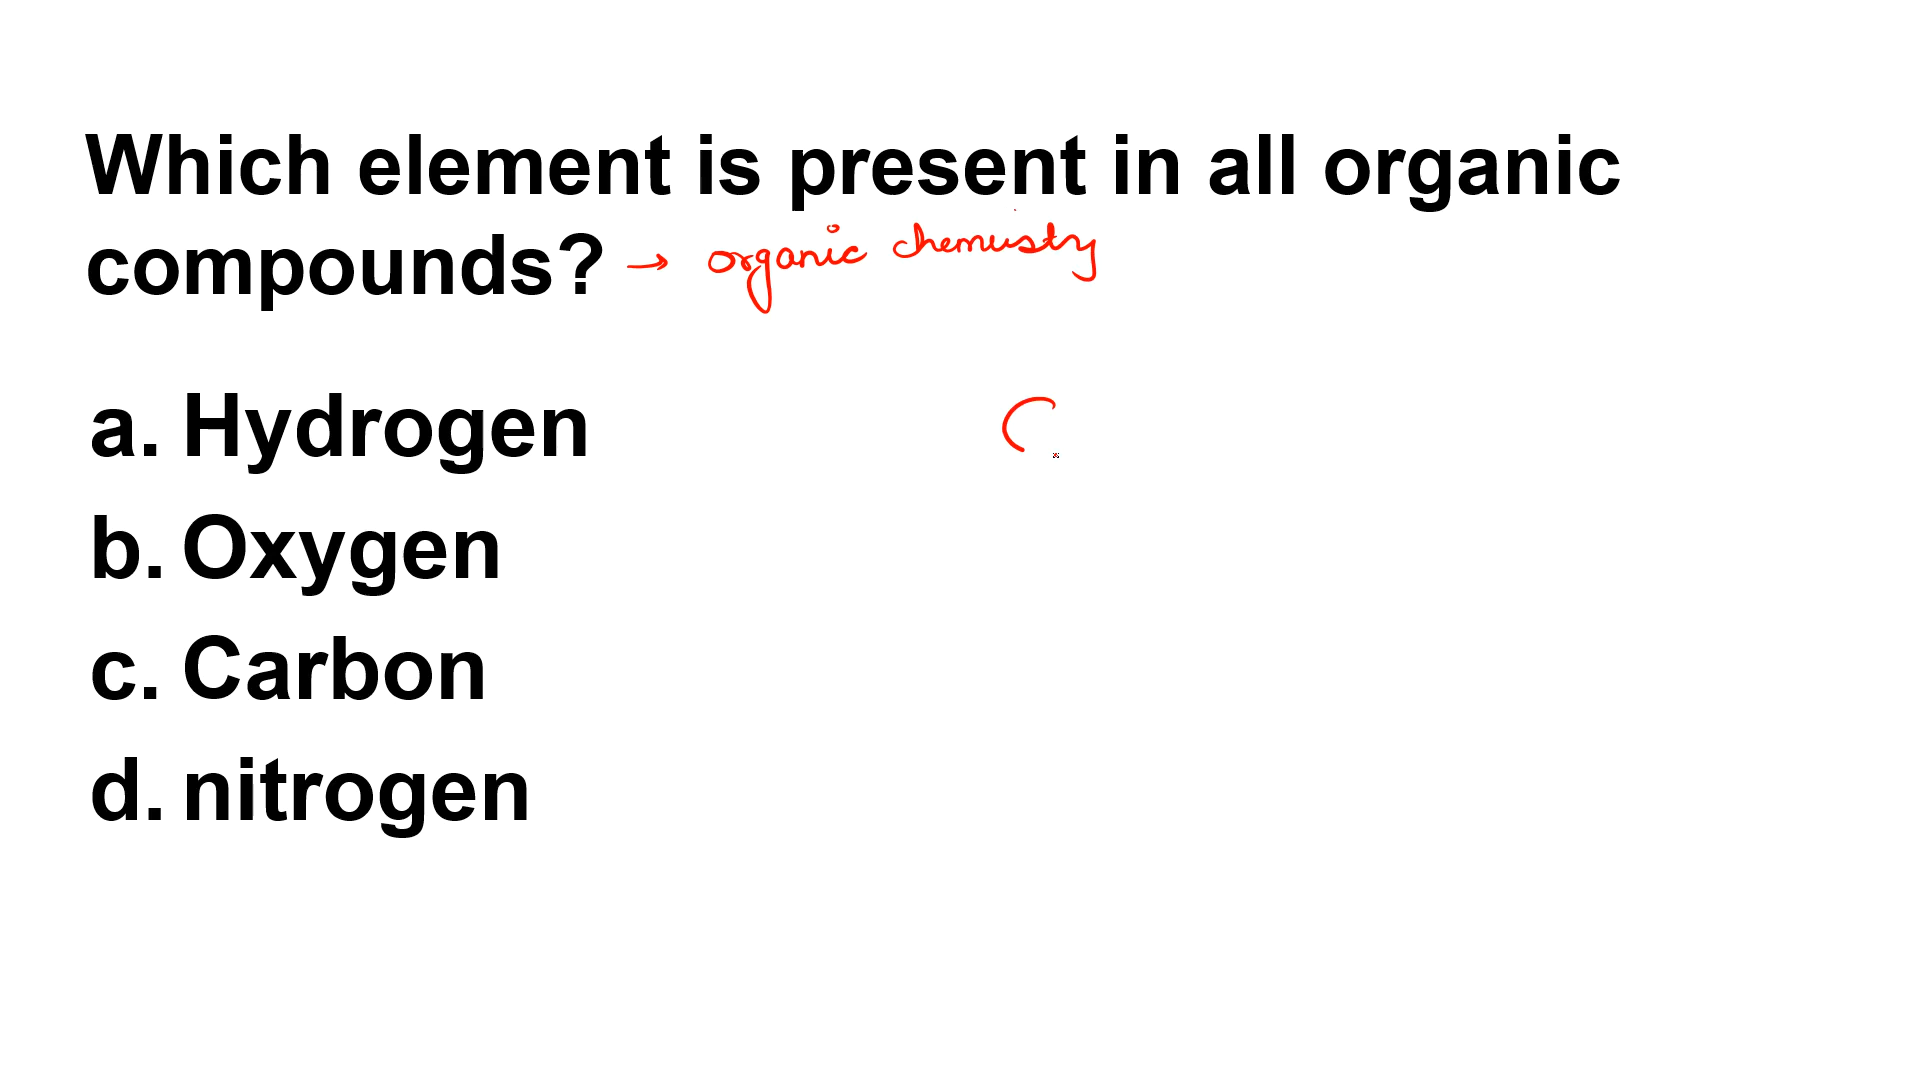 Which element is present in all organic
compounds? → organic chemistry
a. Hydrogen
b. Oxygen
c. Carbon
d. nitrogen
C